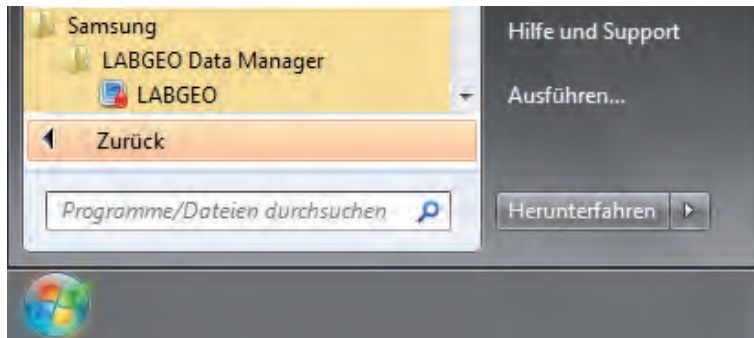 Samsung
LABGEO Data Manager
LABGEO
Zurück
Programme/Dateien durchsuchen
Hilfe und Support
Ausführen...
Herunterfahren